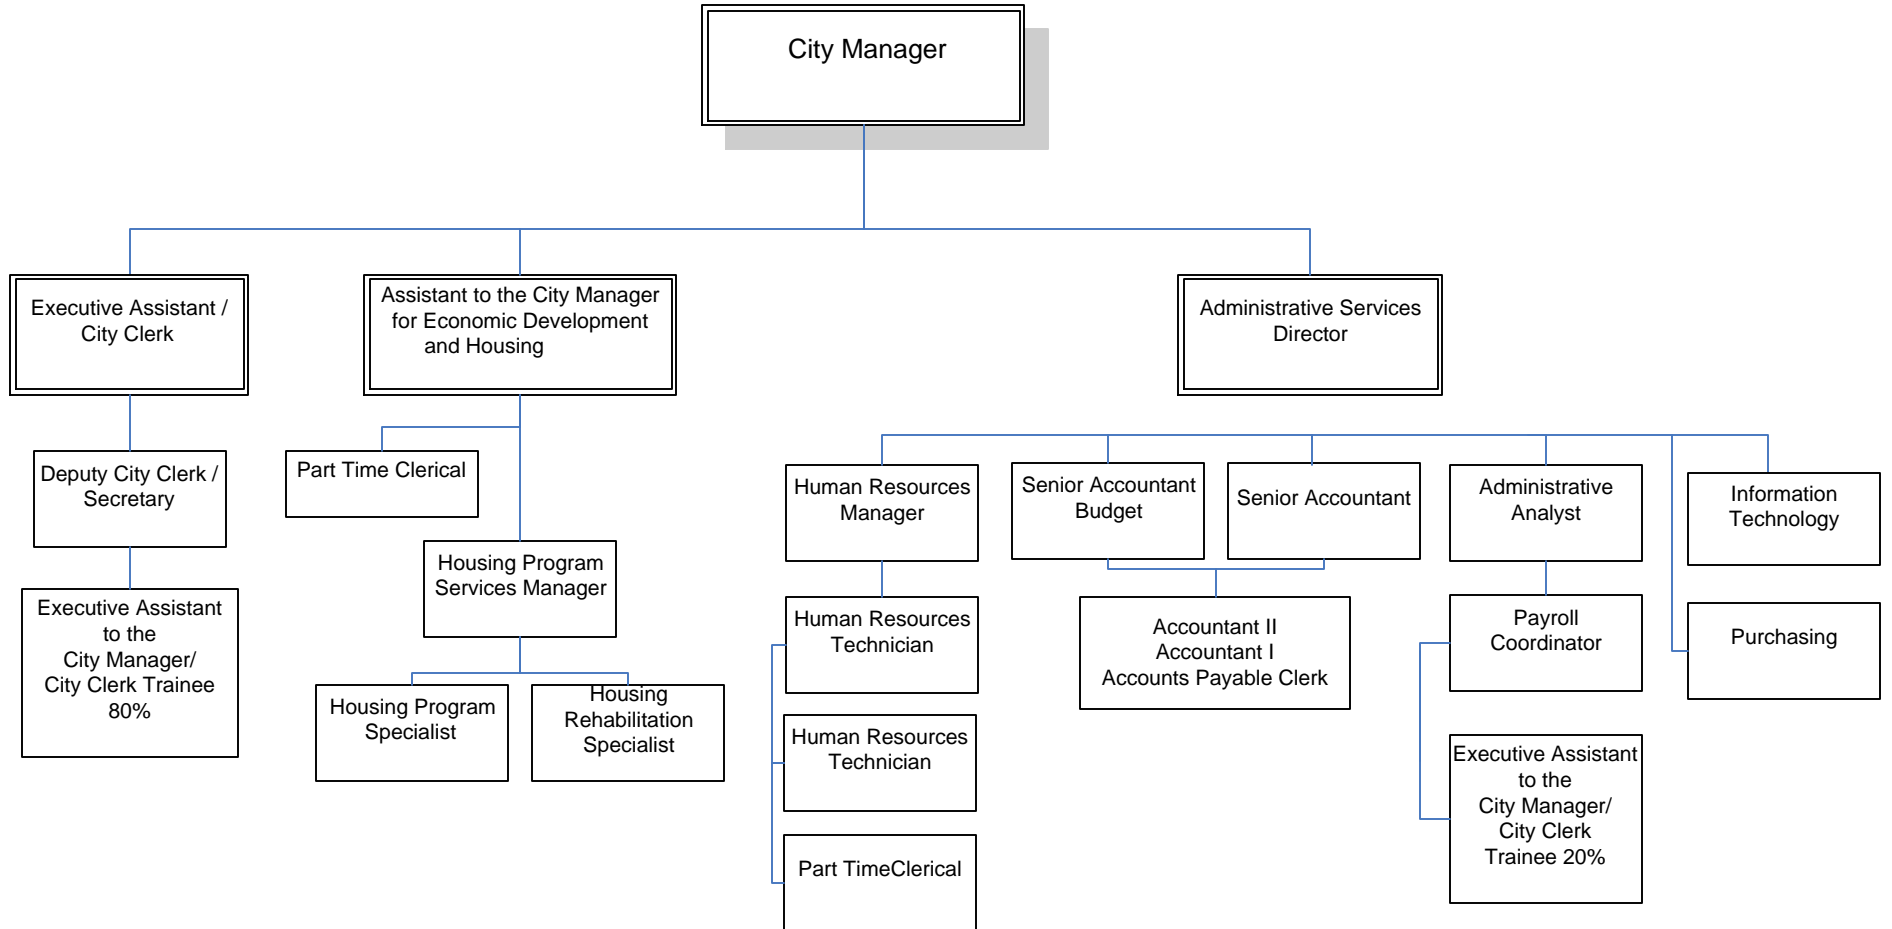 City Manager
Executive Assistant /
City Clerk
Assistant to the City Manager
for Economic Development
and Housing
Administrative Services
Director
Deputy City Clerk /
Secretary
Executive Assistant
to the
City Manager/
City Clerk Trainee
80%
Part Time Clerical
Housing Program
Services Manager
Housing Program
Specialist
Housing
Rehabilitation
Specialist
Human Resources
Manager
Human Resources
Technician
Human Resources
Technician
Part TimeClerical
Senior Accountant
Budget
Senior Accountant
Accountant II
Accountant I
Accounts Payable Clerk
Administrative
Analyst
Payroll
Coordinator
Executive Assistant
to the
City Manager/
City Clerk
Trainee 20%
Information
Technology
Purchasing